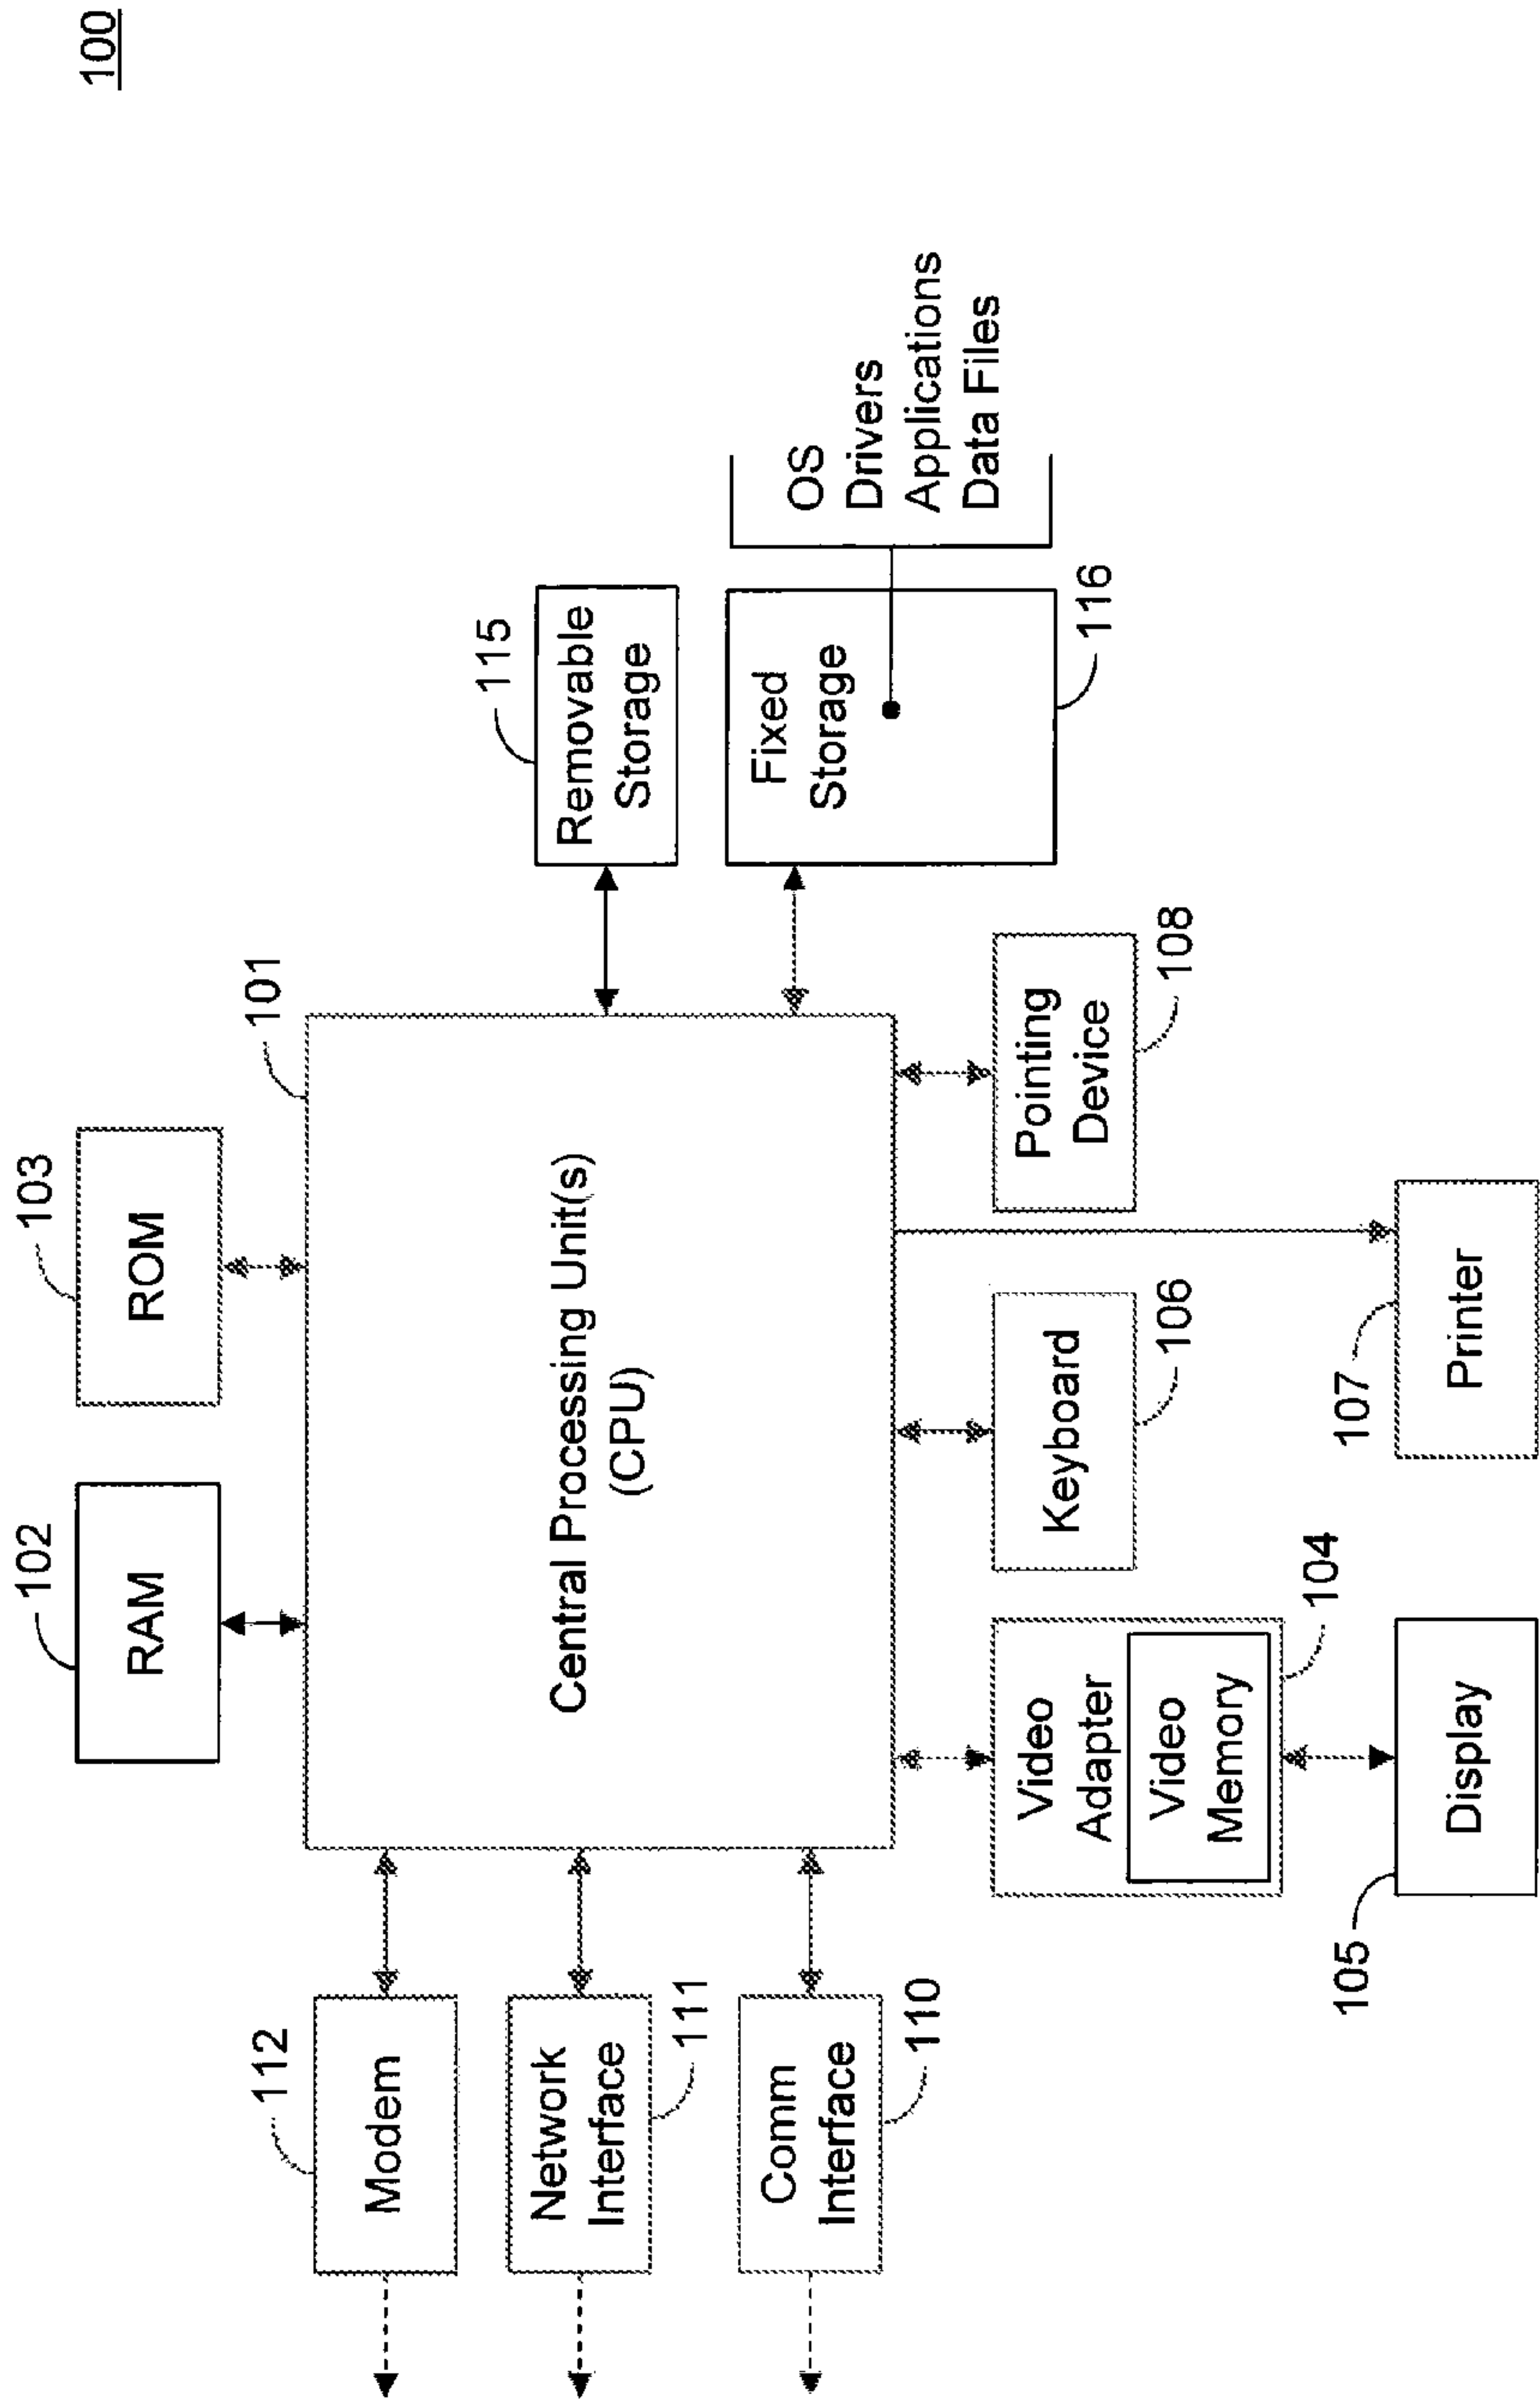 100
102
RAM
103
ROM
101
Central Processing Unit(s)
(CPU)
112
Modem
Network
Interface
111
Comm
Interface
110
115
Removable
Storage
Fixed
Storage
116
OS
Drivers
Applications
Data Files
Video
Adapter
Video
Memory
104
Keyboard
106
Pointing
Device
108
105
Display
107
Printer